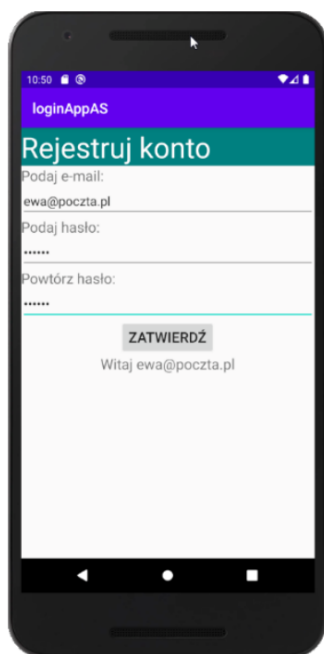 10:50
loginAppAS
Rejestruj konto
Podaj e-mail:
ewa@poczta.pl
Podaj hasło:
••••••
Powtórz hasło:
••••••
ZATWIERDŹ
Witaj ewa@poczta.pl